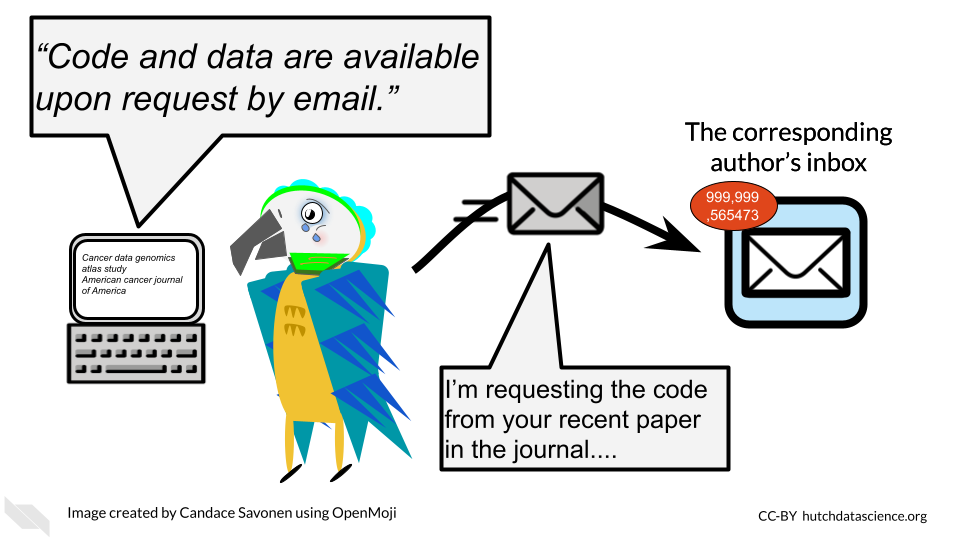 “Code and data are available
upon request by email.”
The corresponding
author’s inbox
999,999
,565473
Cancer data genomics
atlas study
American cancer journal
of America
I’m requesting the code
from your recent paper
in the journal....
Image created by Candace Savonen using OpenMoji
CC-BY hutchdatascience.org